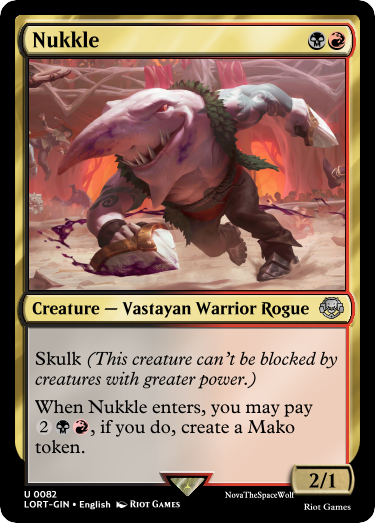 Nukkle
Creature — Vastayan Warrior Rogue
Skulk (This creature can't be blocked by
creatures with greater power.)
When Nukkle enters, you may pay
2, if you do, create a Mako
token.
2/1
U 0082
LORT-GIN • English Riot Games
NovaTheSpaceWolf
Riot Games